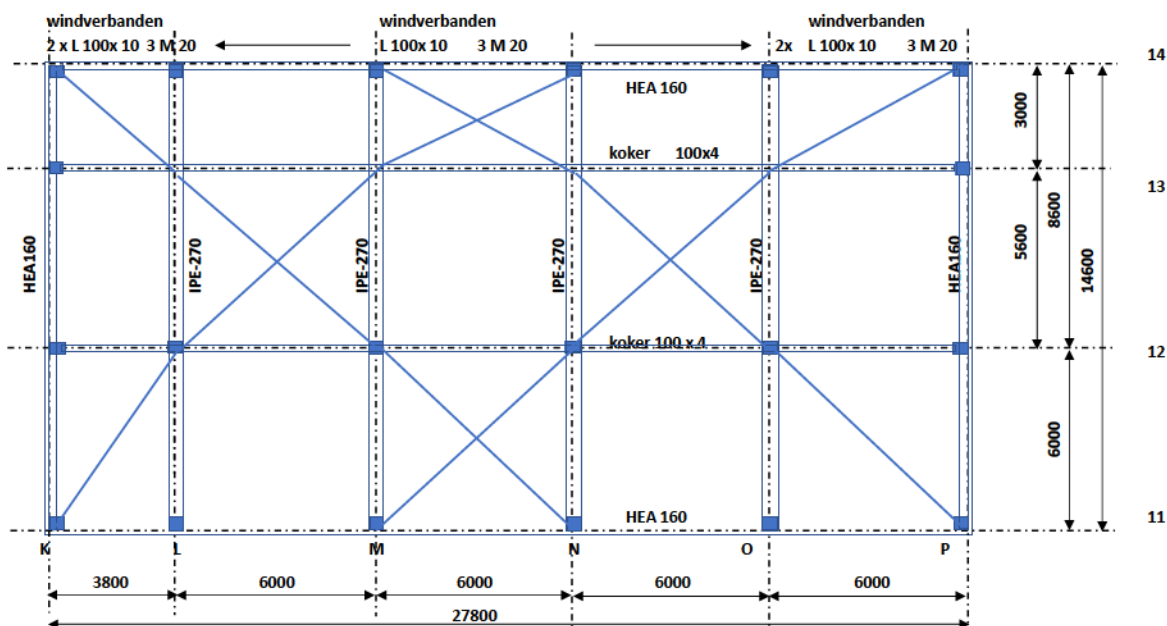 windverbanden windverbanden windverbanden
2 x L 100x 10 3 M 20 L 100x 10 3 M 20 2x L 100x 10 3 M 20
14
HEA 160
3000
koker 100x4
13
HEA160
IPE-270
IPE-270
IPE-270
IPE-270
HEA160
5600
8600
14600
koker 100 x 4
12
6000
HEA 160
11
K L M N O P
3800 6000 6000 6000 6000
27800